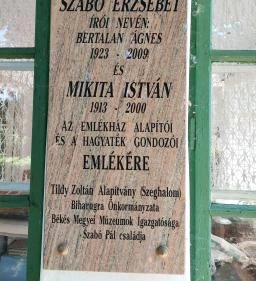 SZABÓ ERZSÉBET
ÍRÓI NEVÉN:
BERTALAN ÁGNES
1923 - 2009
ÉS
MIKITA ISTVÁN
1913 - 2000
AZ EMLÉKHÁZ ALAPÍTÓI
ÉS A HAGYATÉK GONDOZÓI
EMLÉKÉRE
Tildy Zoltán Alapítvány (Szeghalom)
Biharugra Önkormányzata
Békés Megyei Múzeumok Igazgatósága
Szabó Pál családja